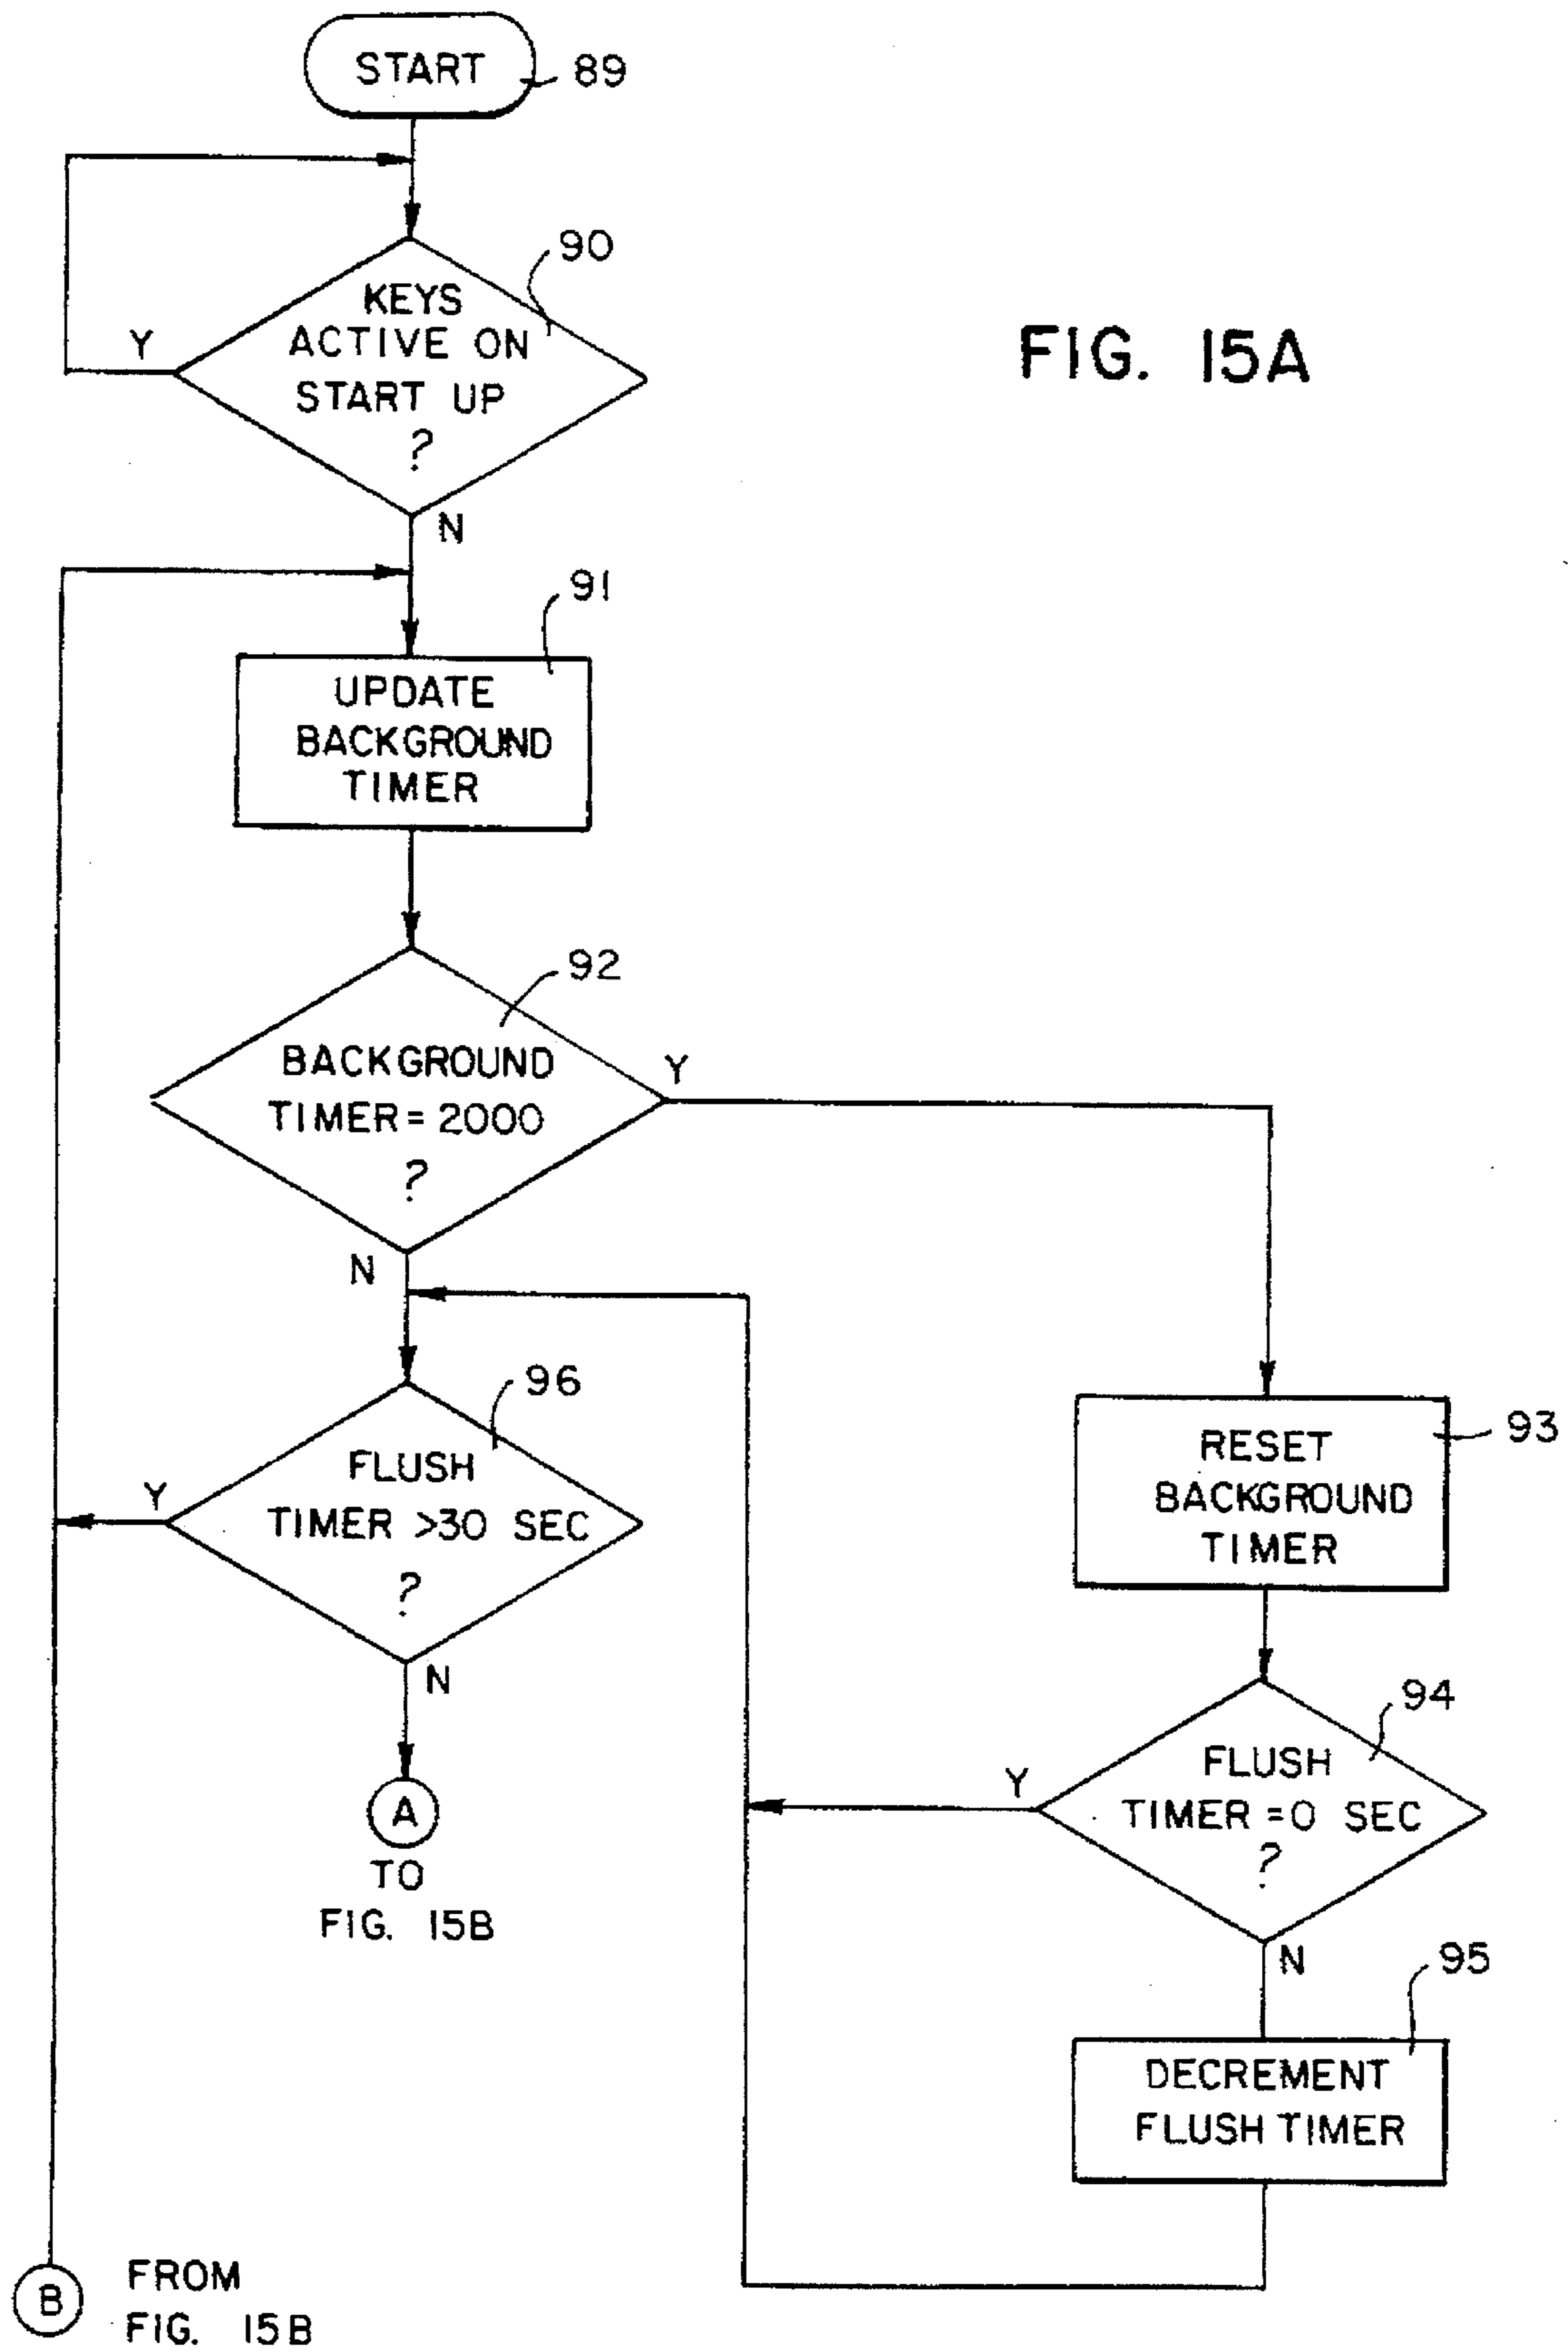 START
89
90
KEYS
ACTIVE ON
START UP
?
Y
N
FIG. 15A
91
UPDATE
BACKGROUND
TIMER
92
BACKGROUND
TIMER = 2000
?
Y
N
96
FLUSH
TIMER >30 SEC
?
Y
N
A
TO
FIG. 15B
93
RESET
BACKGROUND
TIMER
94
FLUSH
TIMER =0 SEC
?
Y
N
95
DECREMENT
FLUSH TIMER
B
FROM
FIG. 15B